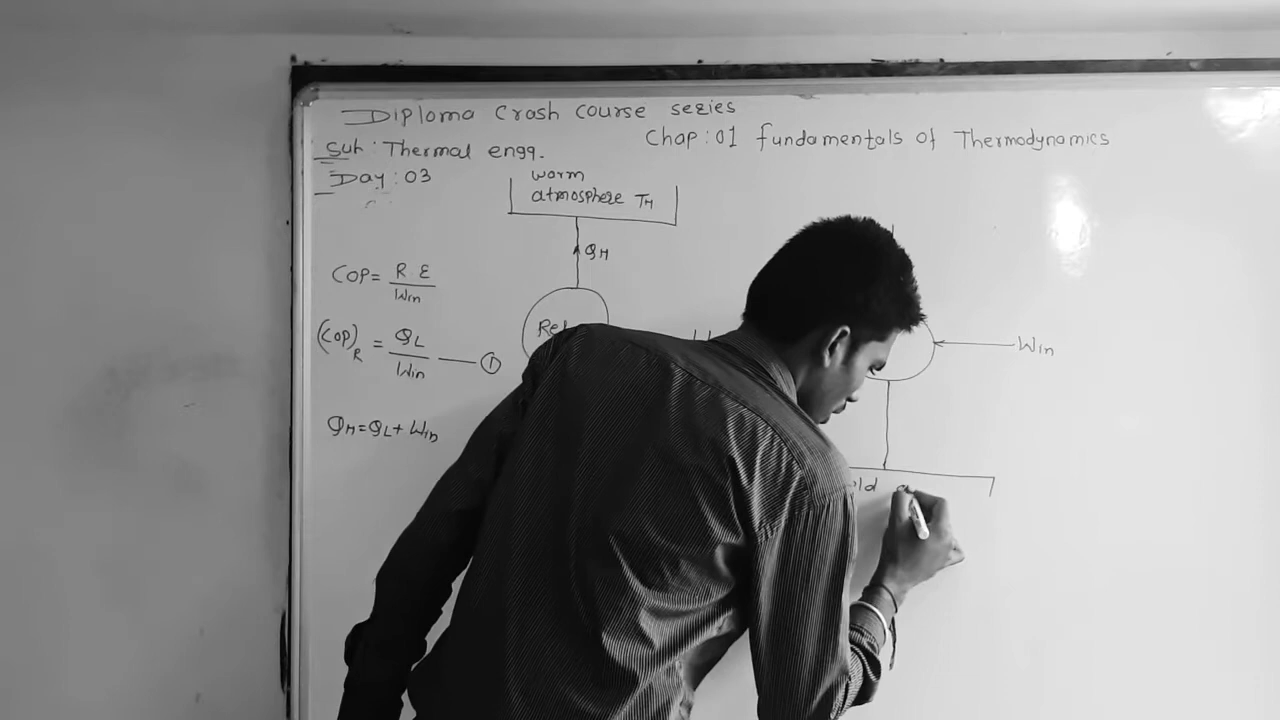 Diploma Crash course series
Sub : Thermal engg.
Chap : 01 fundamentals of Thermodynamics
Day : 03
warm
atmosphere TH
QH
COP = R E / Win
(COP)R = QL / Win — 1
Win
QH = QL + Win